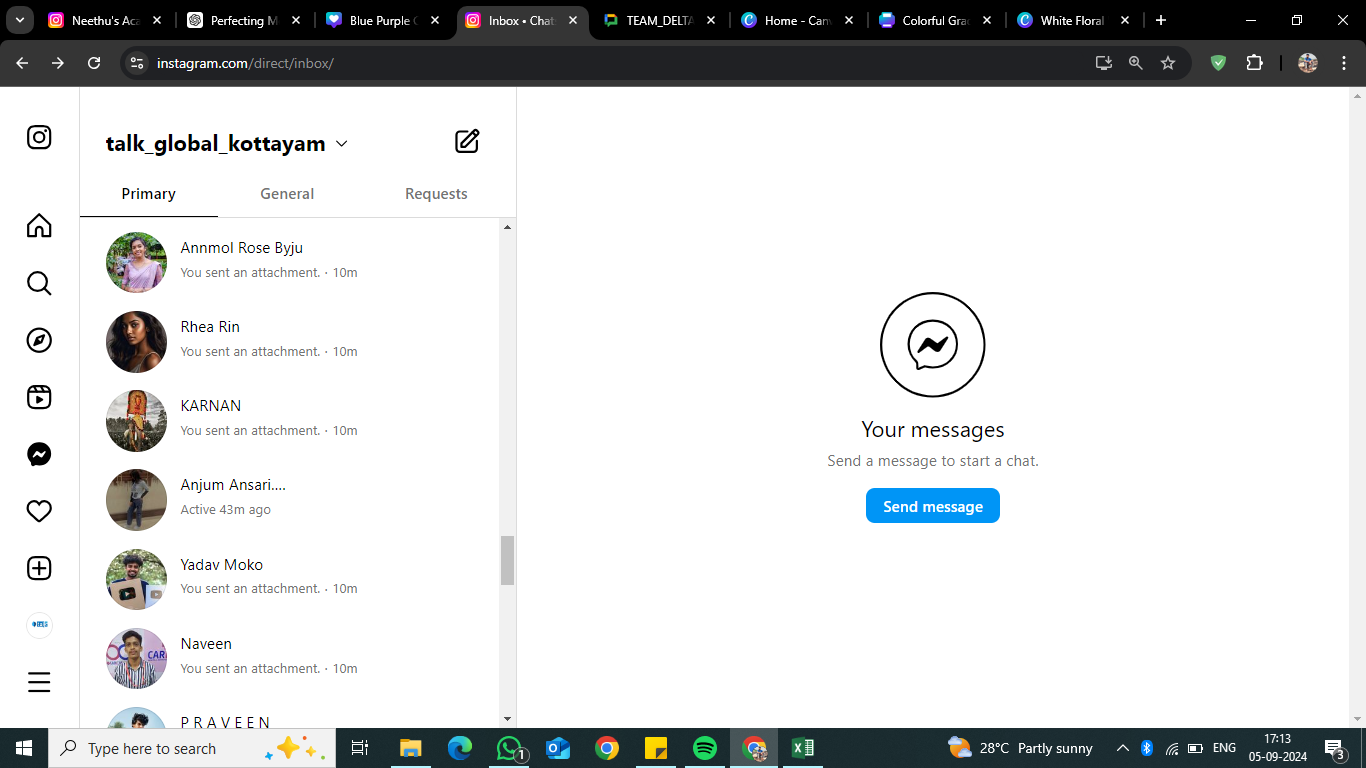 Neethu's Aca
Perfecting M
Blue Purple G
Inbox • Chats
TEAM_DELTA
Home - Canv
Colorful Grad
White Floral
instagram.com/direct/inbox/
talk_global_kottayam
Primary
General
Requests
Annmol Rose Byju
You sent an attachment. · 10m
Rhea Rin
You sent an attachment. · 10m
KARNAN
You sent an attachment. · 10m
Anjum Ansari....
Active 43m ago
Yadav Moko
You sent an attachment. · 10m
Naveen
You sent an attachment. · 10m
P R A V E E N
Your messages
Send a message to start a chat.
Send message
Type here to search
1
28°C Partly sunny
ENG
17:13
05-09-2024
3